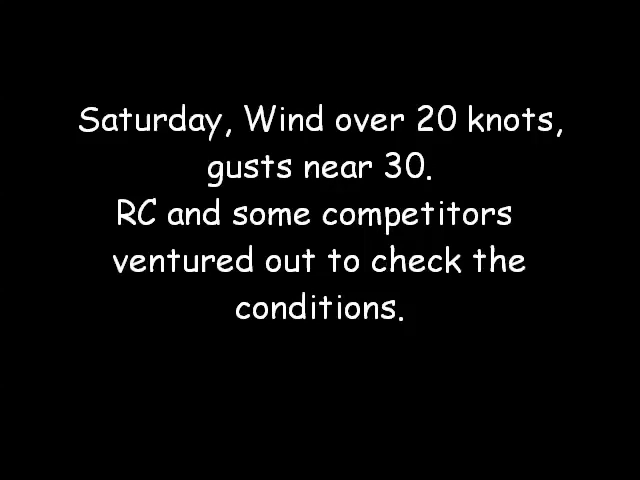 Saturday, Wind over 20 knots,
gusts near 30.
RC and some competitors
ventured out to check the
conditions.